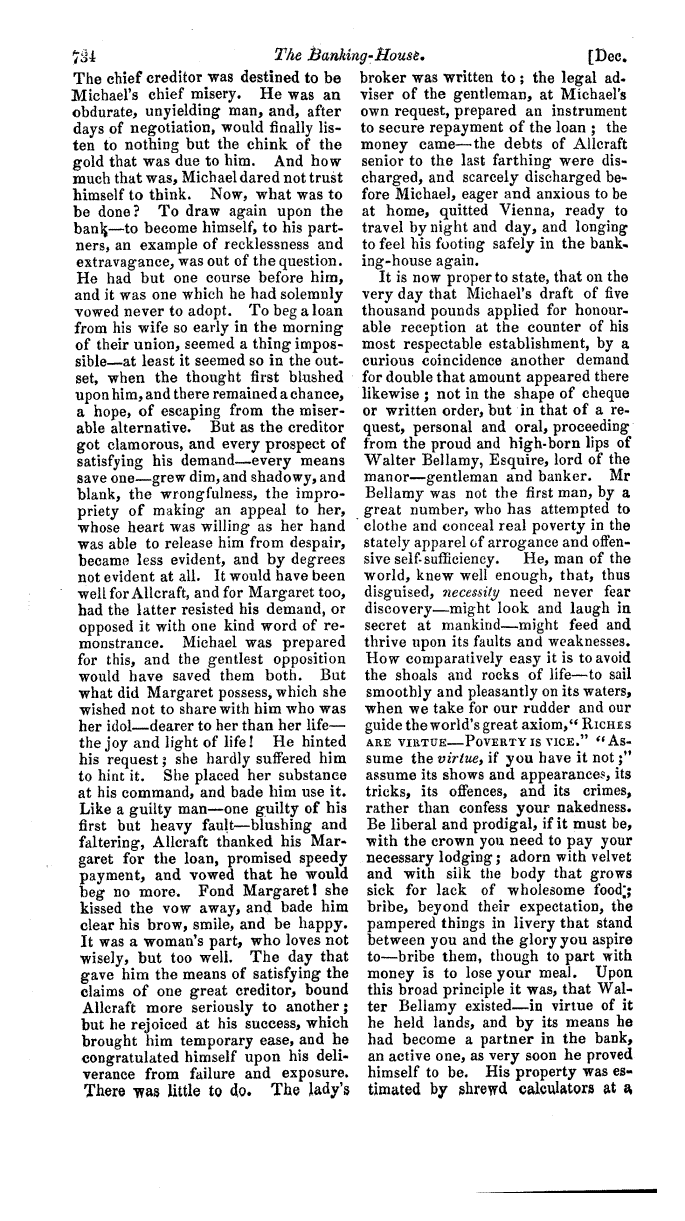 734 The Banking-House. [Dec.
The chief creditor was destined to be
Michael's chief misery. He was an
obdurate, unyielding man, and, after
days of negotiation, would finally lis-
ten to nothing but the chink of the
gold that was due to him. And how
much that was, Michael dared not trust
himself to think. Now, what was to
be done? To draw again upon the
bank—to become himself, to his part-
ners, an example of recklessness and
extravagance, was out of the question.
He had but one course before him,
and it was one which he had solemnly
vowed never to adopt. To beg a loan
from his wife so early in the morning
of their union, seemed a thing impos-
sible—at least it seemed so in the out-
set, when the thought first blushed
upon him, and there remained a chance,
a hope, of escaping from the miser-
able alternative. But as the creditor
got clamorous, and every prospect of
satisfying his demand—every means
save one—grew dim, and shadowy, and
blank, the wrongfulness, the impro-
priety of making an appeal to her,
whose heart was willing as her hand
was able to release him from despair,
became less evident, and by degrees
not evident at all. It would have been
well for Allcraft, and for Margaret too,
had the latter resisted his demand, or
opposed it with one kind word of re-
monstrance. Michael was prepared
for this, and the gentlest opposition
would have saved them both. But
what did Margaret possess, which she
wished not to share with him who was
her idol—dearer to her than her life—
the joy and light of life! He hinted
his request; she hardly suffered him
to hint it. She placed her substance
at his command, and bade him use it.
Like a guilty man—one guilty of his
first but heavy fault—blushing and
faltering, Allcraft thanked his Mar-
garet for the loan, promised speedy
payment, and vowed that he would
beg no more. Fond Margaret! she
kissed the vow away, and bade him
clear his brow, smile, and be happy.
It was a woman's part, who loves not
wisely, but too well. The day that
gave him the means of satisfying the
claims of one great creditor, bound
Allcraft more seriously to another;
but he rejoiced at his success, which
brought him temporary ease, and he
congratulated himself upon his deli-
verance from failure and exposure.
There was little to do. The lady's
broker was written to; the legal ad-
viser of the gentleman, at Michael's
own request, prepared an instrument
to secure repayment of the loan; the
money came—the debts of Allcraft
senior to the last farthing were dis-
charged, and scarcely discharged be-
fore Michael, eager and anxious to be
at home, quitted Vienna, ready to
travel by night and day, and longing
to feel his footing safely in the bank-
ing-house again.
It is now proper to state, that on the
very day that Michael's draft of five
thousand pounds applied for honour-
able reception at the counter of his
most respectable establishment, by a
curious coincidence another demand
for double that amount appeared there
likewise; not in the shape of cheque
or written order, but in that of a re-
quest, personal and oral, proceeding
from the proud and high-born lips of
Walter Bellamy, Esquire, lord of the
manor—gentleman and banker. Mr
Bellamy was not the first man, by a
great number, who has attempted to
clothe and conceal real poverty in the
stately apparel of arrogance and offen-
sive self-sufficiency. He, man of the
world, knew well enough, that, thus
disguised, necessity need never fear
discovery—might look and laugh in
secret at mankind—might feed and
thrive upon its faults and weaknesses.
How comparatively easy it is to avoid
the shoals and rocks of life—to sail
smoothly and pleasantly on its waters,
when we take for our rudder and our
guide the world's great axiom, "RICHES
ARE VIRTUE—POVERTY IS VICE." "As-
sume the virtue, if you have it not;"
assume its shows and appearances, its
tricks, its offences, and its crimes,
rather than confess your nakedness.
Be liberal and prodigal, if it must be,
with the crown you need to pay your
necessary lodging; adorn with velvet
and with silk the body that grows
sick for lack of wholesome food;
bribe, beyond their expectation, the
pampered things in livery that stand
between you and the glory you aspire
to—bribe them, though to part with
money is to lose your meal. Upon
this broad principle it was, that Wal-
ter Bellamy existed—in virtue of it
he held lands, and by its means he
had become a partner in the bank,
an active one, as very soon he proved
himself to be. His property was es-
timated by shrewd calculators at a